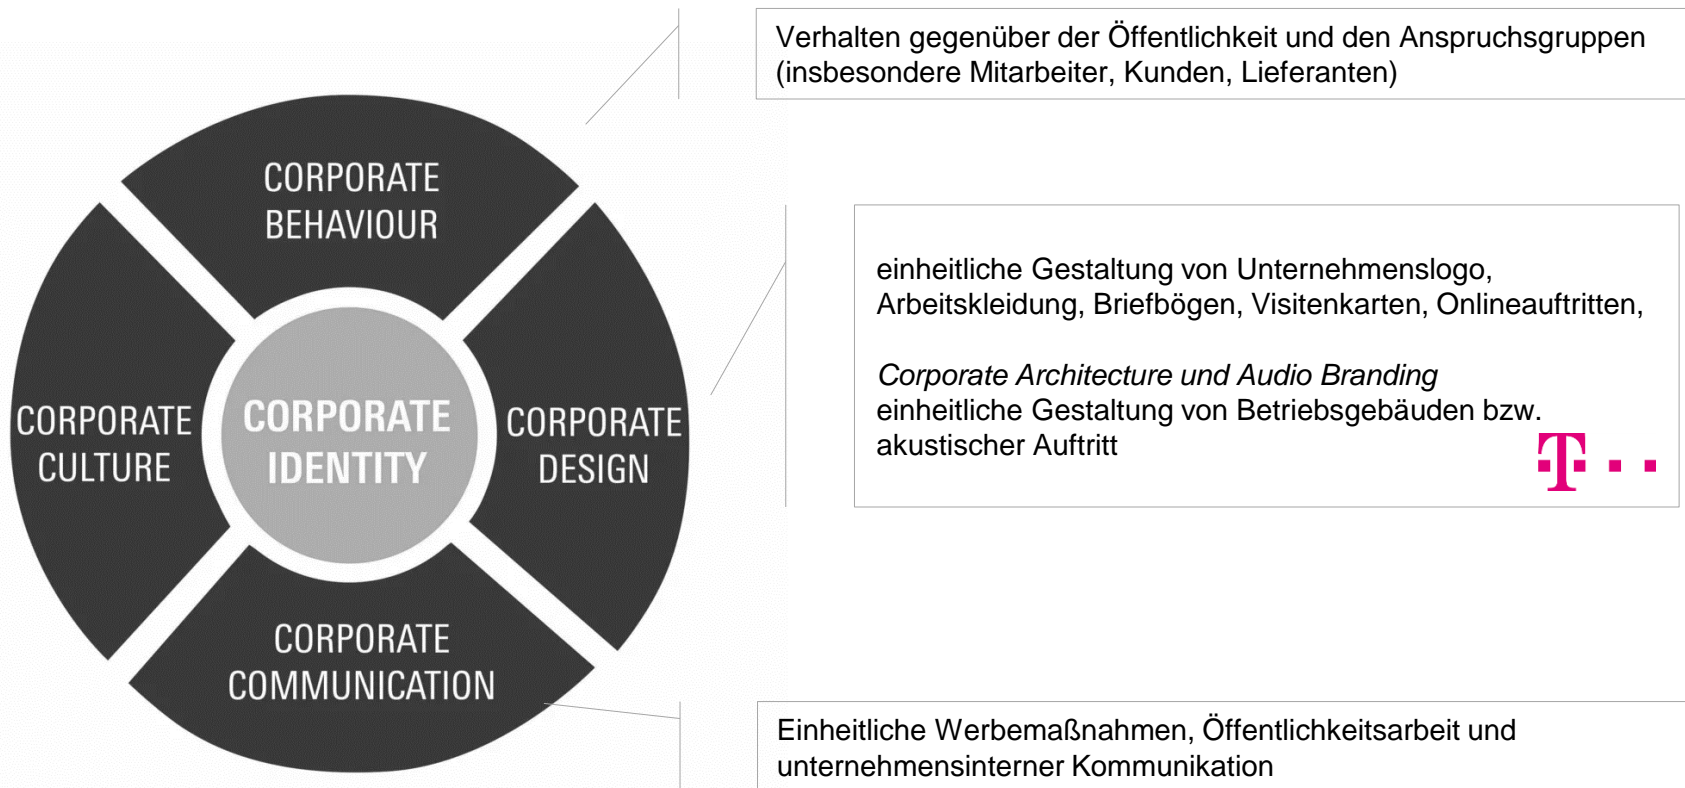 Verhalten gegenüber der Öffentlichkeit und den Anspruchsgruppen
(insbesondere Mitarbeiter, Kunden, Lieferanten)
CORPORATE
BEHAVIOUR
einheitliche Gestaltung von Unternehmenslogo,
Arbeitskleidung, Briefbögen, Visitenkarten, Onlineauftritten,
Corporate Architecture und Audio Branding
einheitliche Gestaltung von Betriebsgebäuden bzw.
akustischer Auftritt
T
CORPORATE
CULTURE
CORPORATE
IDENTITY
CORPORATE
DESIGN
CORPORATE
COMMUNICATION
Einheitliche Werbemaßnahmen, Öffentlichkeitsarbeit und
unternehmensinterner Kommunikation